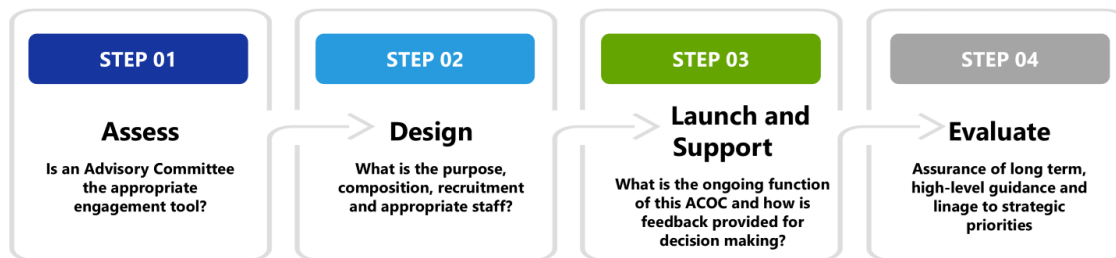 STEP 01
Assess
Is an Advisory Committee
the appropriate
engagement tool?
STEP 02
Design
What is the purpose,
composition, recruitment
and appropriate staff?
STEP 03
Launch and
Support
What is the ongoing function
of this ACOC and how is
feedback provided for
decision making?
STEP 04
Evaluate
Assurance of long term,
high-level guidance and
linage to strategic
priorities